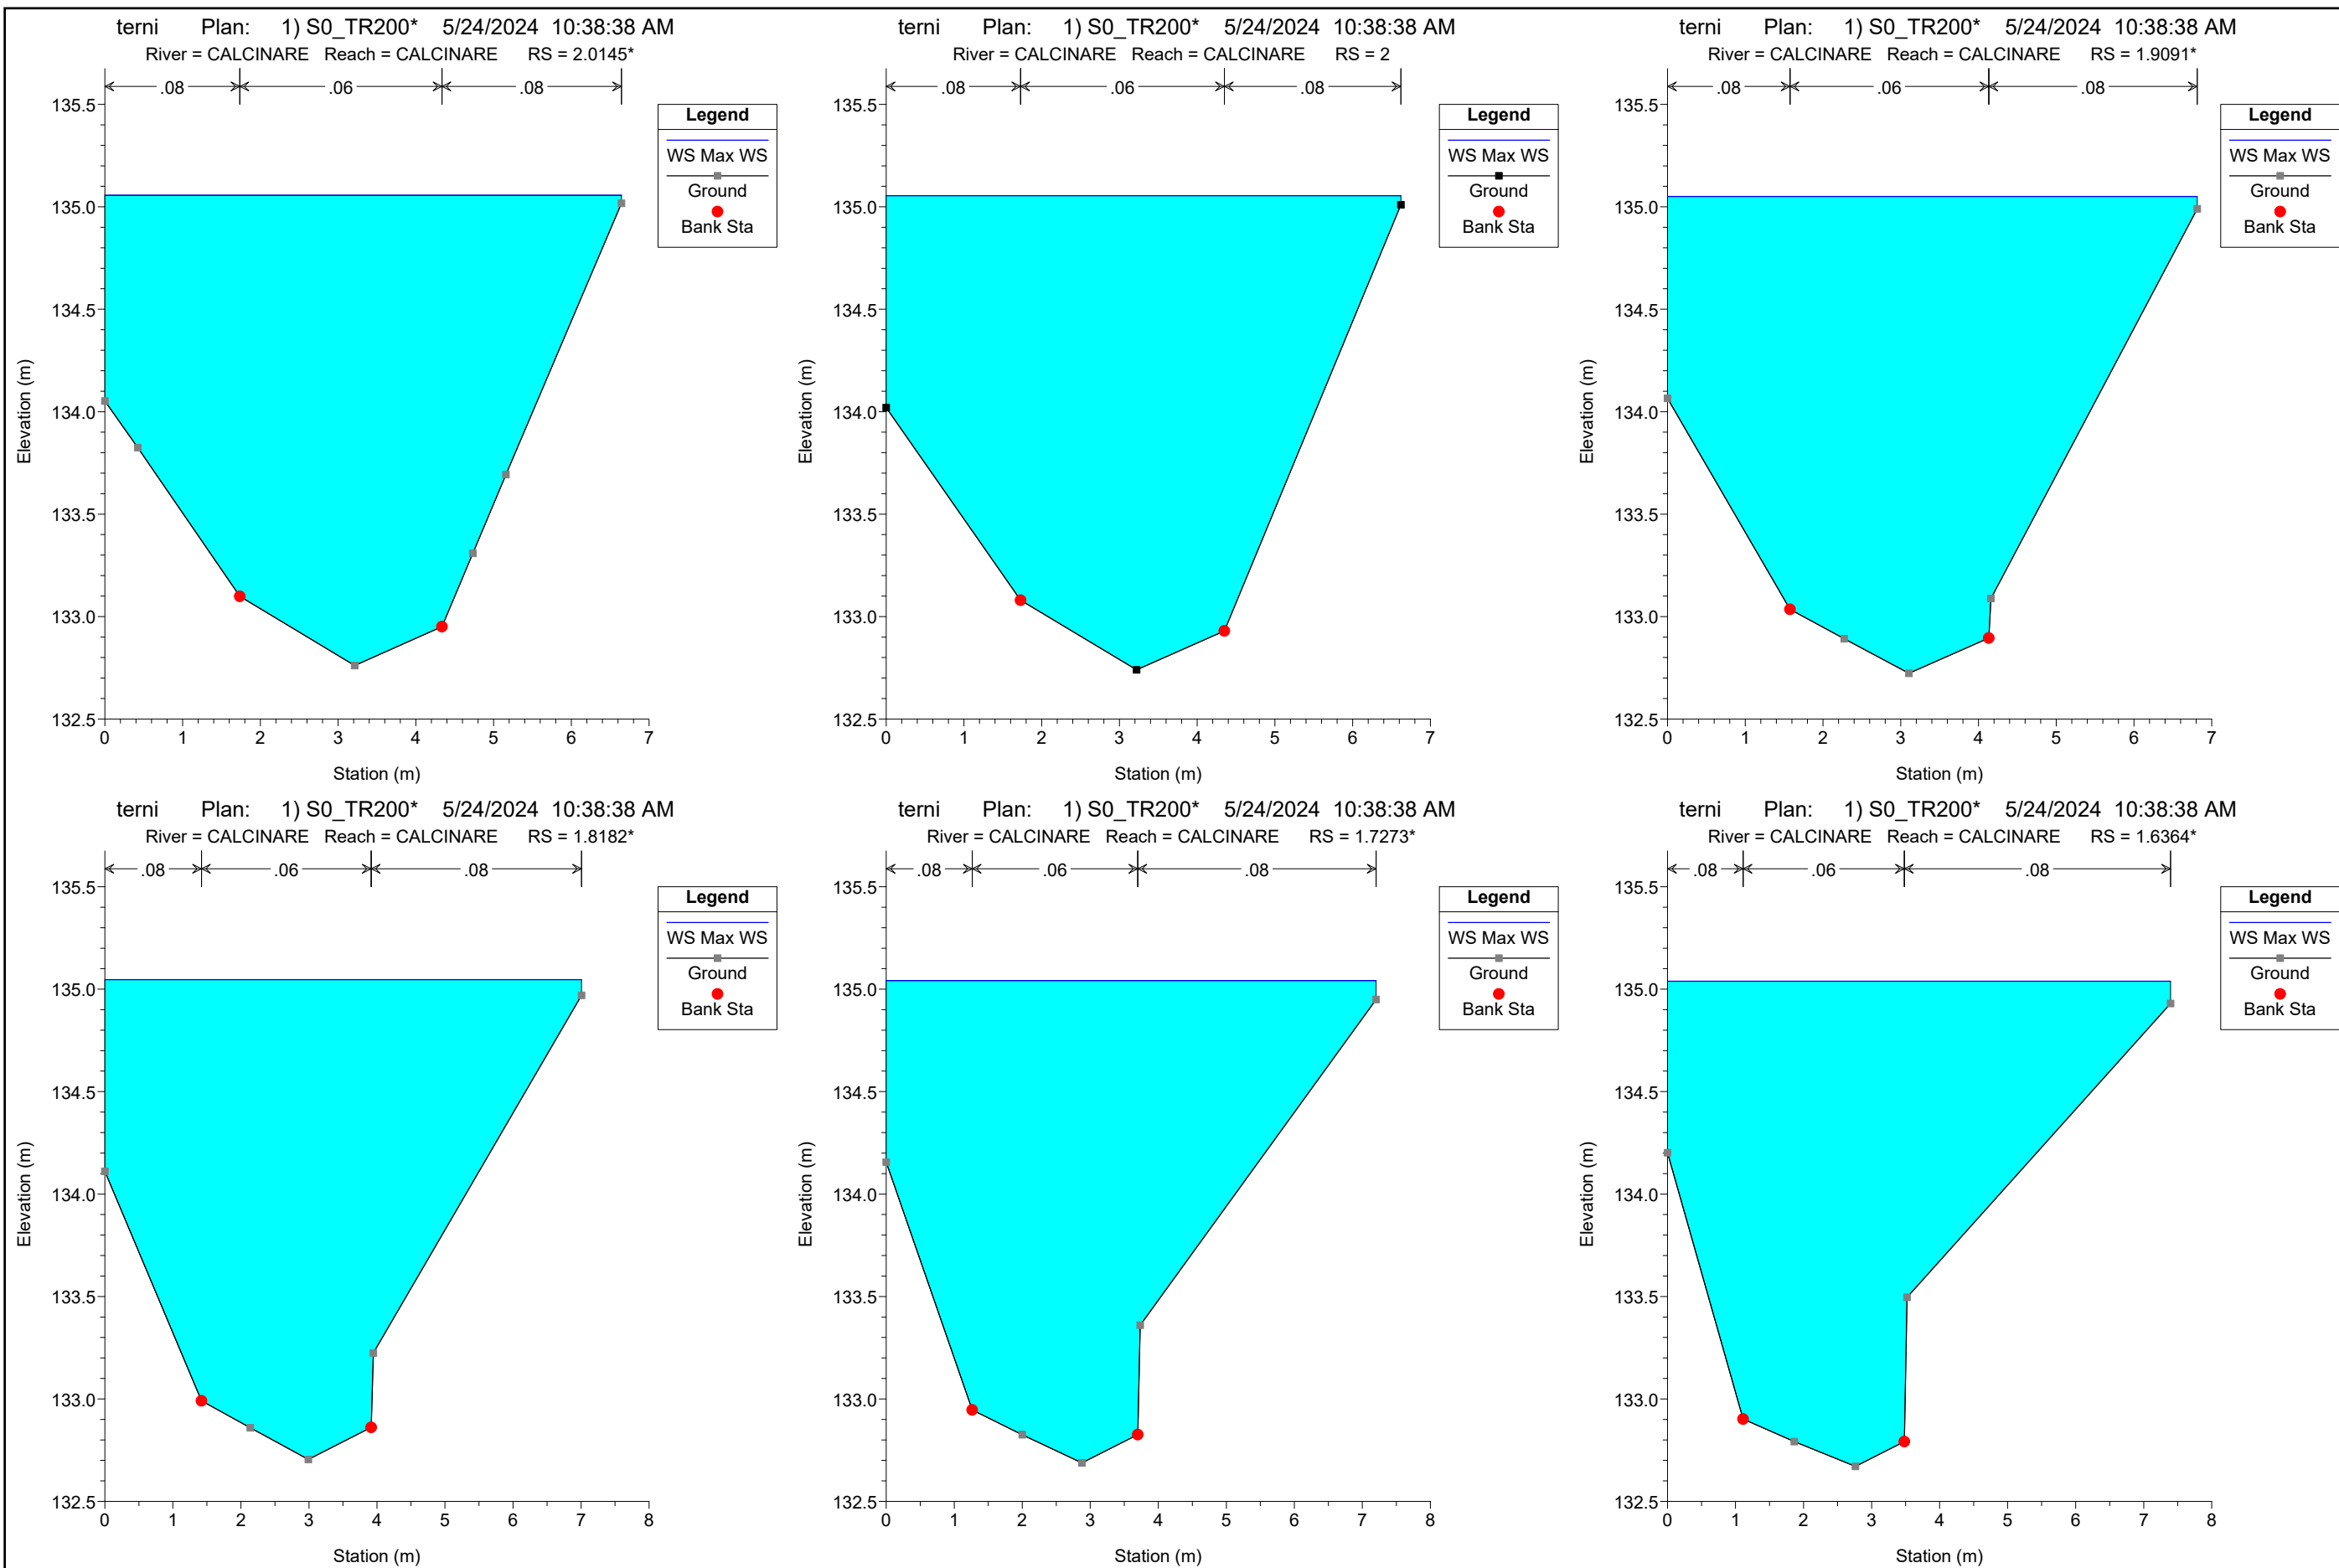 terni Plan: 1) S0_TR200* 5/24/2024 10:38:38 AM
River = CALCINARE Reach = CALCINARE RS = 2.0145*
.08 .06 .08
135.5
135.0
134.5
134.0
133.5
133.0
132.5
Elevation (m)
0 1 2 3 4 5 6 7
Station (m)
Legend
WS Max WS
Ground
Bank Sta
terni Plan: 1) S0_TR200* 5/24/2024 10:38:38 AM
River = CALCINARE Reach = CALCINARE RS = 2
.08 .06 .08
135.5
135.0
134.5
134.0
133.5
133.0
132.5
Elevation (m)
0 1 2 3 4 5 6 7
Station (m)
Legend
WS Max WS
Ground
Bank Sta
terni Plan: 1) S0_TR200* 5/24/2024 10:38:38 AM
River = CALCINARE Reach = CALCINARE RS = 1.9091*
.08 .06 .08
135.5
135.0
134.5
134.0
133.5
133.0
132.5
Elevation (m)
0 1 2 3 4 5 6 7
Station (m)
Legend
WS Max WS
Ground
Bank Sta
terni Plan: 1) S0_TR200* 5/24/2024 10:38:38 AM
River = CALCINARE Reach = CALCINARE RS = 1.8182*
.08 .06 .08
135.5
135.0
134.5
134.0
133.5
133.0
132.5
Elevation (m)
0 1 2 3 4 5 6 7 8
Station (m)
Legend
WS Max WS
Ground
Bank Sta
terni Plan: 1) S0_TR200* 5/24/2024 10:38:38 AM
River = CALCINARE Reach = CALCINARE RS = 1.7273*
.08 .06 .08
135.5
135.0
134.5
134.0
133.5
133.0
132.5
Elevation (m)
0 1 2 3 4 5 6 7 8
Station (m)
Legend
WS Max WS
Ground
Bank Sta
terni Plan: 1) S0_TR200* 5/24/2024 10:38:38 AM
River = CALCINARE Reach = CALCINARE RS = 1.6364*
.08 .06 .08
135.5
135.0
134.5
134.0
133.5
133.0
132.5
Elevation (m)
0 1 2 3 4 5 6 7 8
Station (m)
Legend
WS Max WS
Ground
Bank Sta